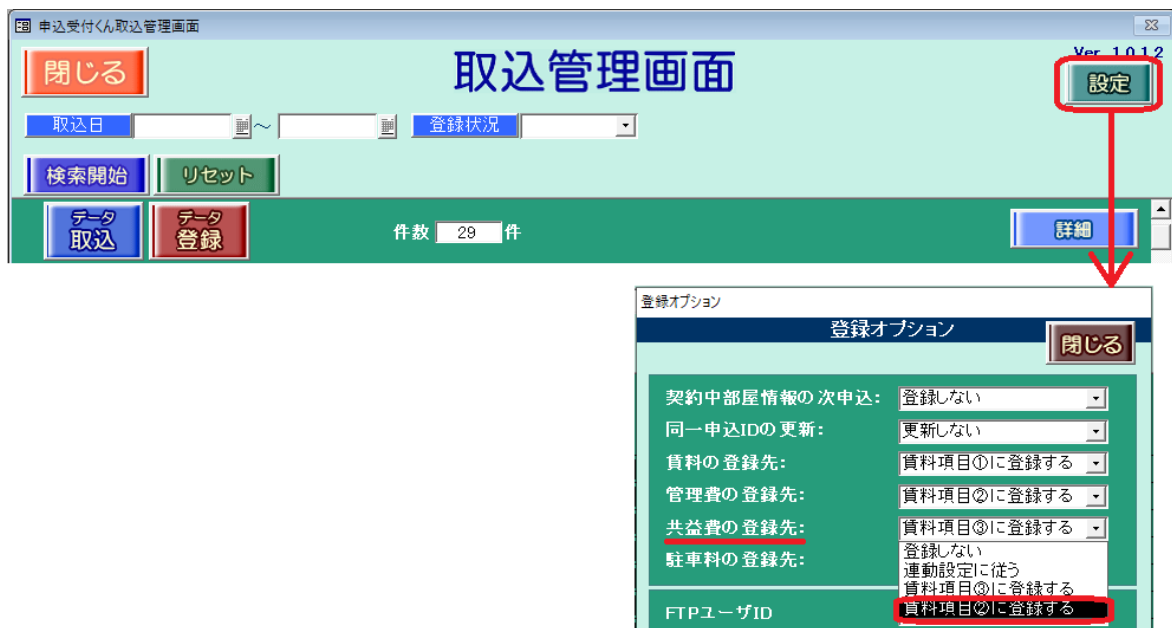 申込受付くん取込管理画面
閉じる
取込管理画面
Ver 1.0.1.2
設定
取込日
～
登録状況
検索開始
リセット
データ取込
データ登録
件数 29 件
詳細
登録オプション
登録オプション
閉じる
契約中部屋情報の次申込： 登録しない
同一申込IDの更新： 更新しない
賃料の登録先： 賃料項目①に登録する
管理費の登録先： 賃料項目②に登録する
共益費の登録先： 賃料項目③に登録する
駐車料の登録先：
登録しない
連動設定に従う
賃料項目③に登録する
賃料項目②に登録する
FTPユーザID